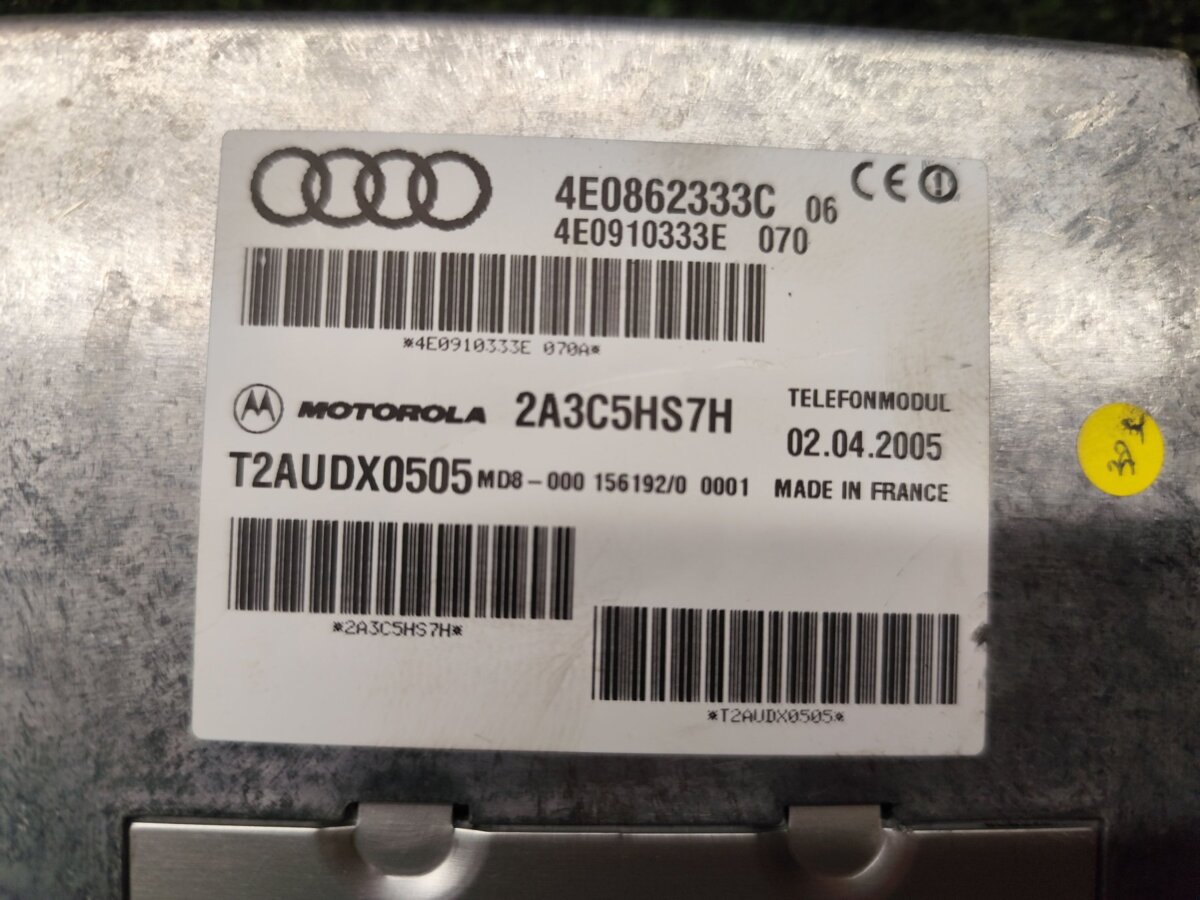 4E0862333C 06 CE
4E0910333E 070
*4E0910333E 070A*
MOTOROLA 2A3C5HS7H TELEFONMODUL
02.04.2005
T2AUDX0505 MD8-000 156192/0 0001 MADE IN FRANCE
*2A3C5HS7H*
*T2AUDX0505*